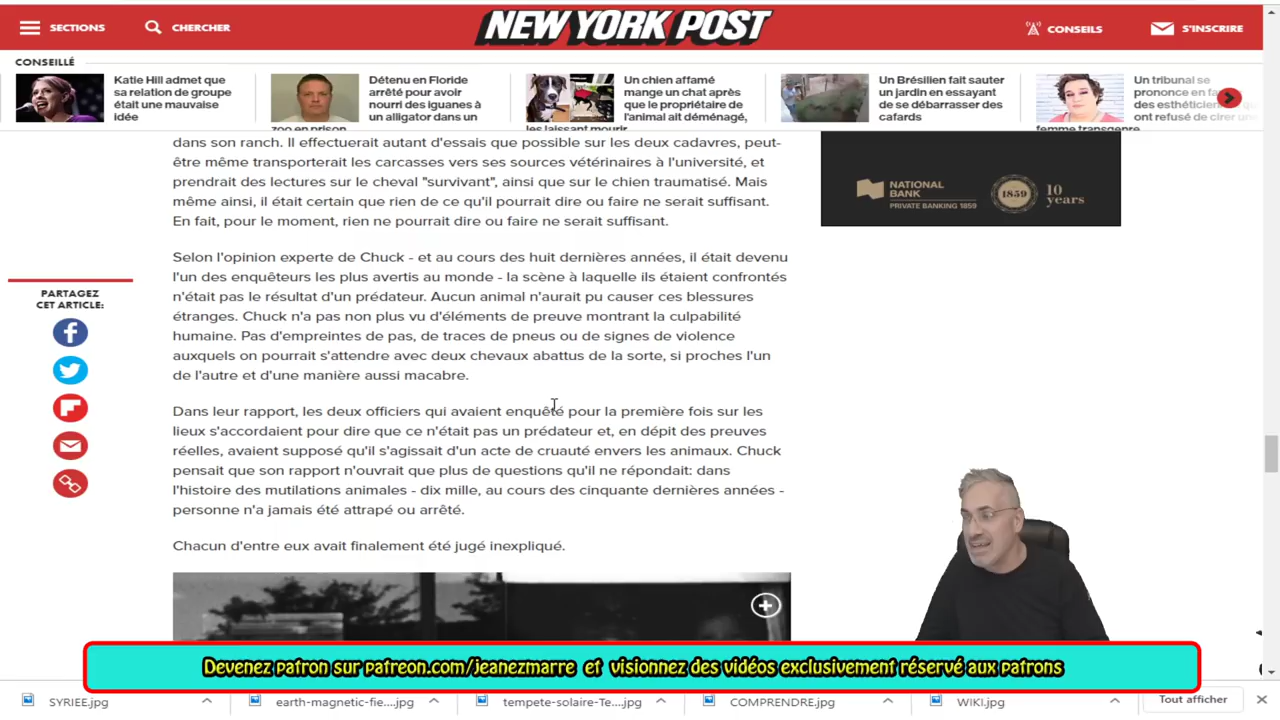 SECTIONS
CHERCHER
NEW YORK POST
CONSEILS
S'INSCRIRE
CONSEILLÉ
Katie Hill admet que
sa relation de groupe
était une mauvaise
idée
Détenu en Floride
arrêté pour avoir
nourri des iguanes à
un alligator dans un
zoo en prison
Un chien affamé
mange un chat après
que le propriétaire de
l'animal ait déménagé,
les laissant mourir
Un Brésilien fait sauter
un jardin en essayant
de se débarrasser des
cafards
Un tribunal se
prononce en
des esthéticien
ont refusé de cirer une
femme transgenre
dans son ranch. Il effectuerait autant d'essais que possible sur les deux cadavres, peut-
être même transporterait les carcasses vers ses sources vétérinaires à l'université, et
prendrait des lectures sur le cheval "survivant", ainsi que sur le chien traumatisé. Mais
même ainsi, il était certain que rien de ce qu'il pourrait dire ou faire ne serait suffisant.
En fait, pour le moment, rien ne pourrait dire ou faire ne serait suffisant.
NATIONAL
BANK
PRIVATE BANKING 1859
1859
10
years
Selon l'opinion experte de Chuck - et au cours des huit dernières années, il était devenu
l'un des enquêteurs les plus avertis au monde - la scène à laquelle ils étaient confrontés
n'était pas le résultat d'un prédateur. Aucun animal n'aurait pu causer ces blessures
étranges. Chuck n'a pas non plus vu d'éléments de preuve montrant la culpabilité
humaine. Pas d'empreintes de pas, de traces de pneus ou de signes de violence
auxquels on pourrait s'attendre avec deux chevaux abattus de la sorte, si proches l'un
de l'autre et d'une manière aussi macabre.
PARTAGEZ
CET ARTICLE:
Dans leur rapport, les deux officiers qui avaient enquêté pour la première fois sur les
lieux s'accordaient pour dire que ce n'était pas un prédateur et, en dépit des preuves
réelles, avaient supposé qu'il s'agissait d'un acte de cruauté envers les animaux. Chuck
pensait que son rapport n'ouvrait que plus de questions qu'il ne répondait: dans
l'histoire des mutilations animales - dix mille, au cours des cinquante dernières années -
personne n'a jamais été attrapé ou arrêté.
Chacun d'entre eux avait finalement été jugé inexpliqué.
Devenez patron sur patreon.com/jeanezmarre et visionnez des vidéos exclusivement réservé aux patrons
SYRIEE.jpg
earth-magnetic-fie....jpg
tempete-solaire-Te....jpg
COMPRENDRE.jpg
WIKI.jpg
Tout afficher